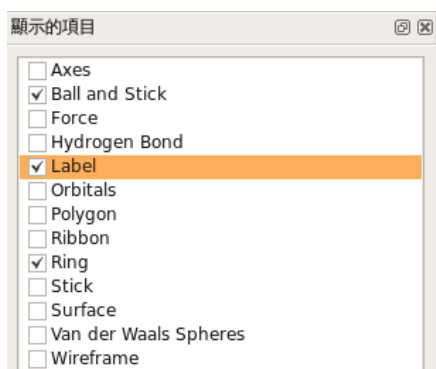 顯示的項目
Axes
Ball and Stick
Force
Hydrogen Bond
Label
Orbitals
Polygon
Ribbon
Ring
Stick
Surface
Van der Waals Spheres
Wireframe